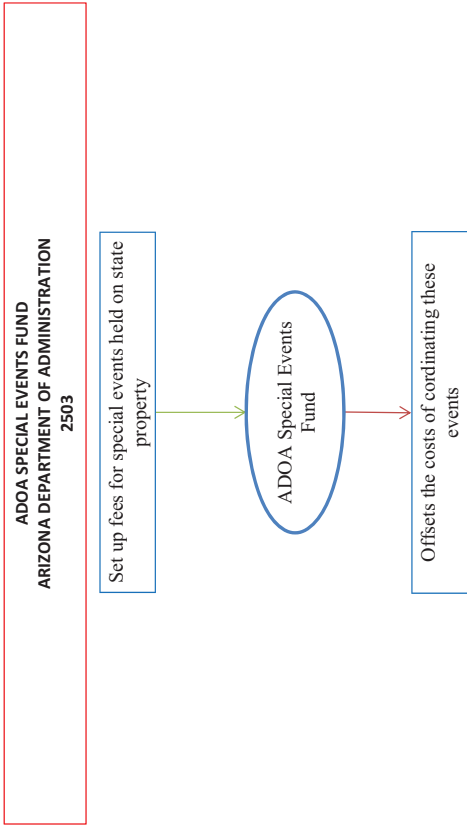 ADOA SPECIAL EVENTS FUND
ARIZONA DEPARTMENT OF ADMINISTRATION
2503
Set up fees for special events held on state
property
ADOA Special Events
Fund
Offsets the costs of cordinating these
events